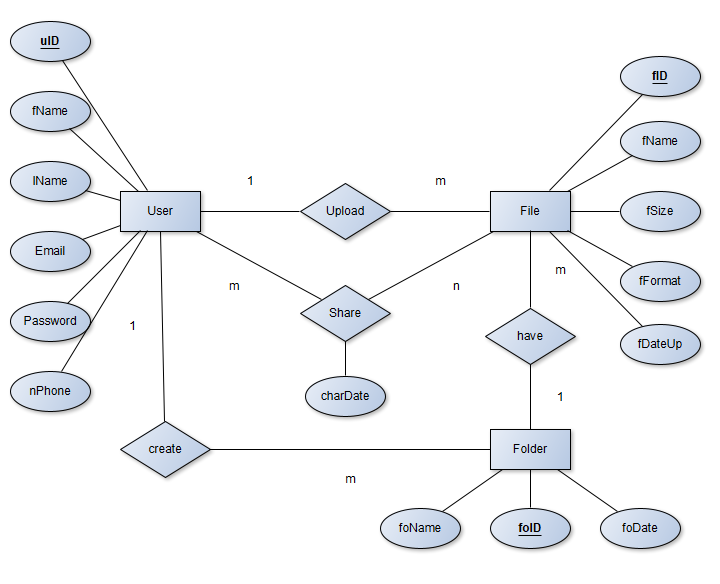 uID
fID
fName
fName
1
m
lName
User
Upload
File
fSize
Email
m
n
m
fFormat
Password
1
Share
have
fDateUp
nPhone
charDate
1
create
Folder
m
foName
foID
foDate